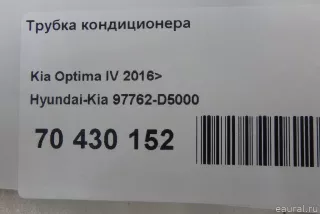 Трубка кондиционера
Kia Optima IV 2016>
Hyundai-Kia 97762-D5000
70 430 152
eaural.ru